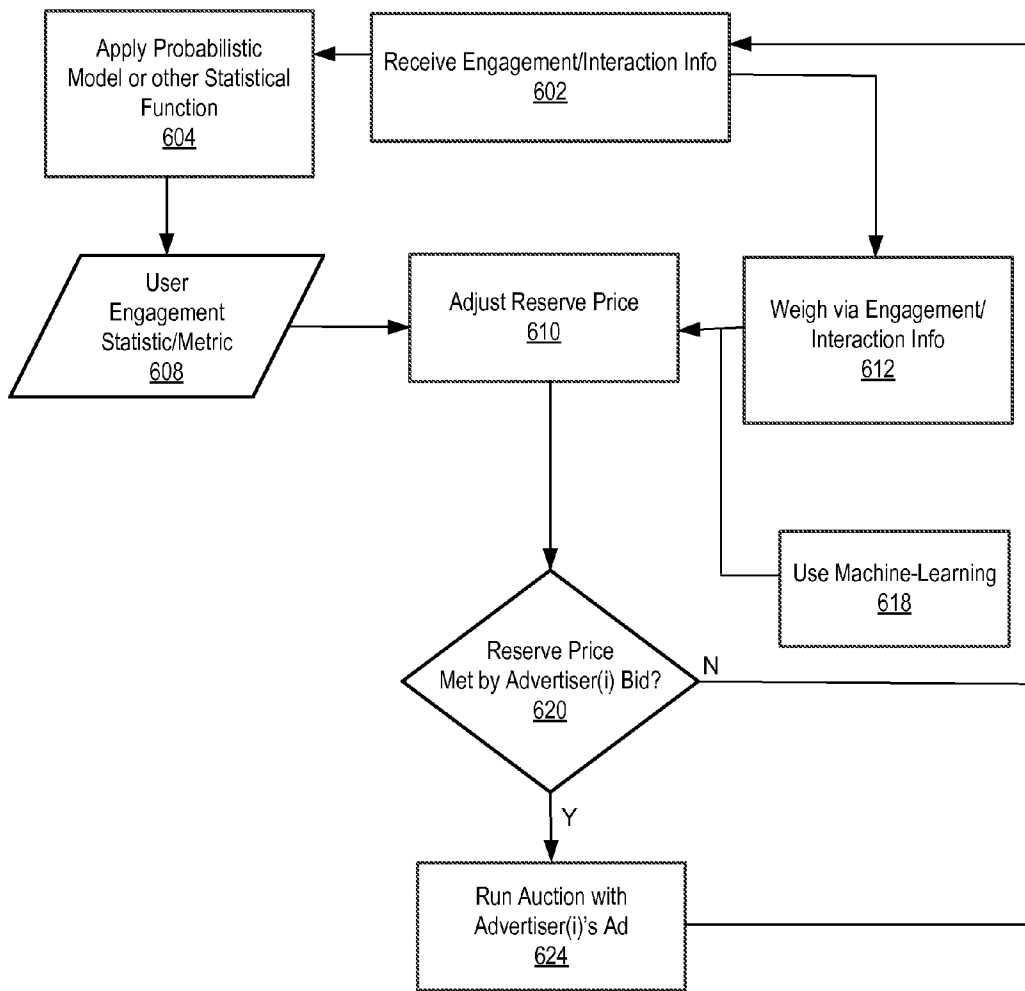 Apply Probabilistic
Model or other Statistical
Function
604
Receive Engagement/Interaction Info
602
User
Engagement
Statistic/Metric
608
Adjust Reserve Price
610
Weigh via Engagement/
Interaction Info
612
Use Machine-Learning
618
Reserve Price
Met by Advertiser(i) Bid?
620
N
Y
Run Auction with
Advertiser(i)'s Ad
624